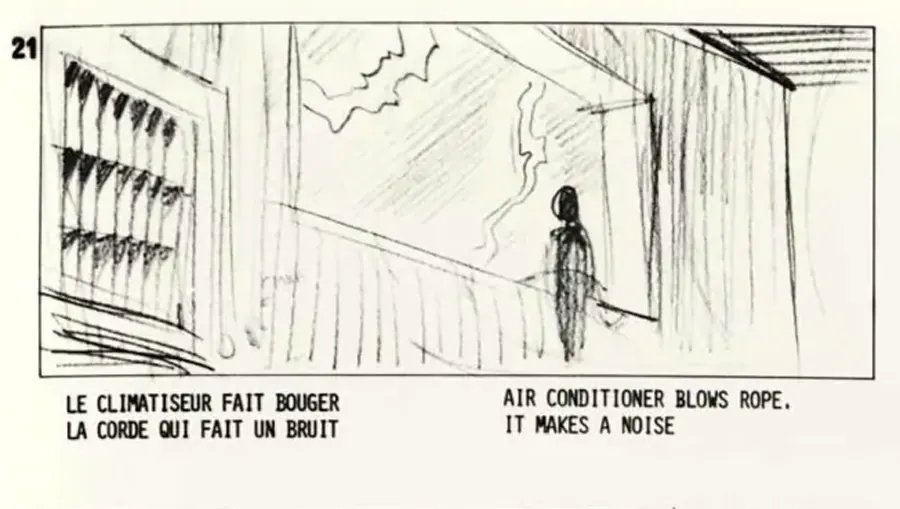 21
LE CLIMATISEUR FAIT BOUGER
LA CORDE QUI FAIT UN BRUIT
AIR CONDITIONER BLOWS ROPE.
IT MAKES A NOISE